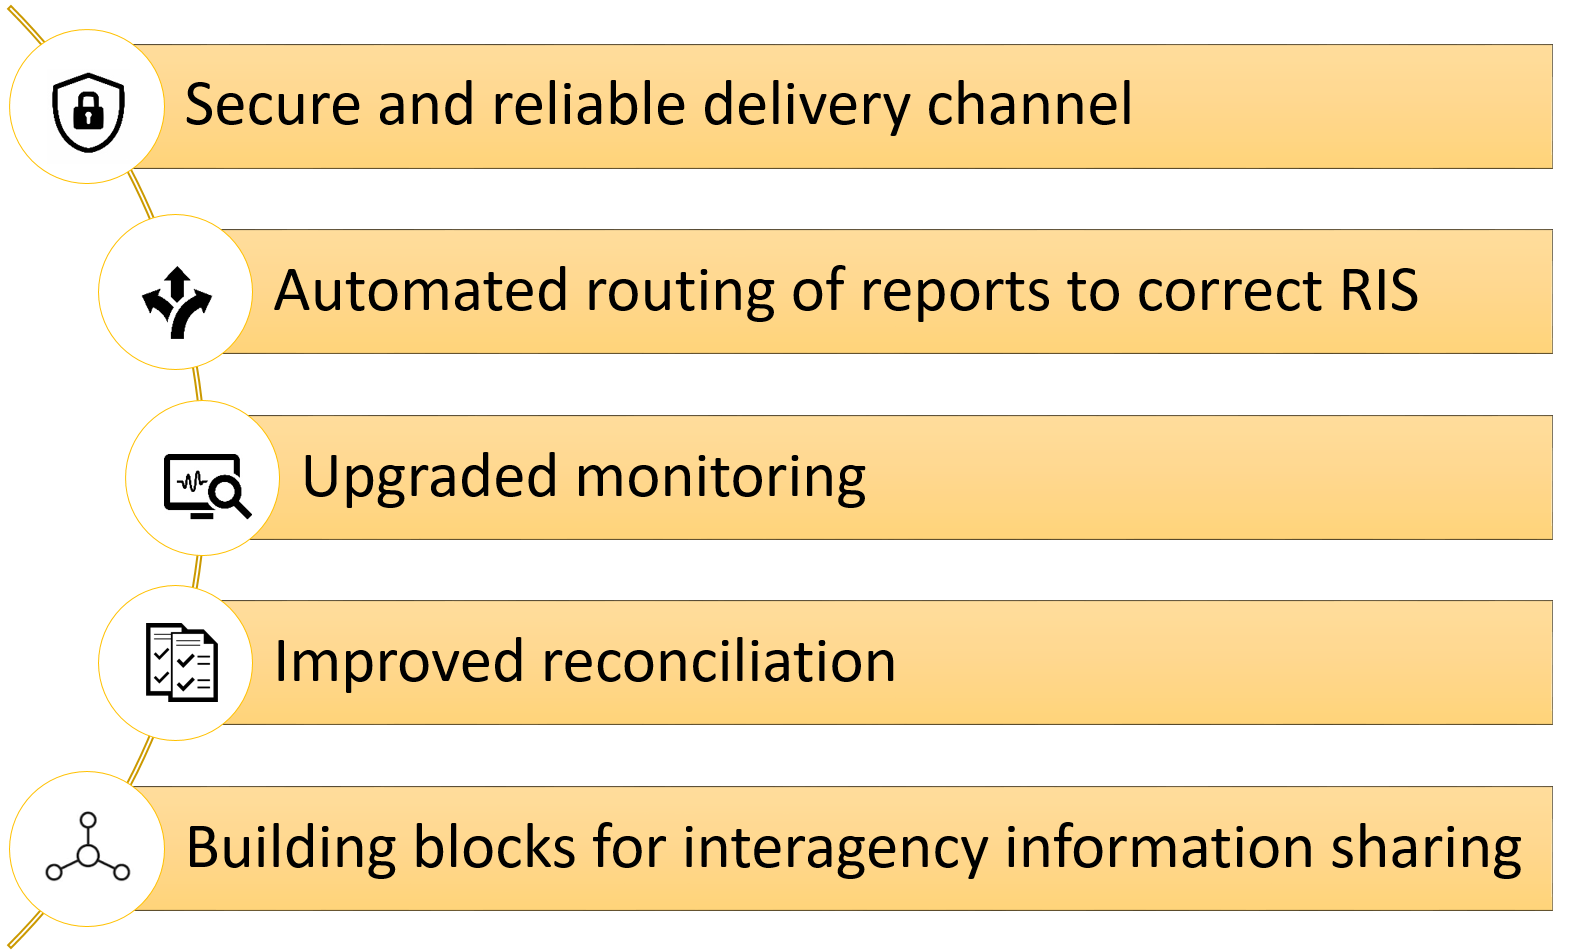 Secure and reliable delivery channel
Automated routing of reports to correct RIS
Upgraded monitoring
Improved reconciliation
Building blocks for interagency information sharing